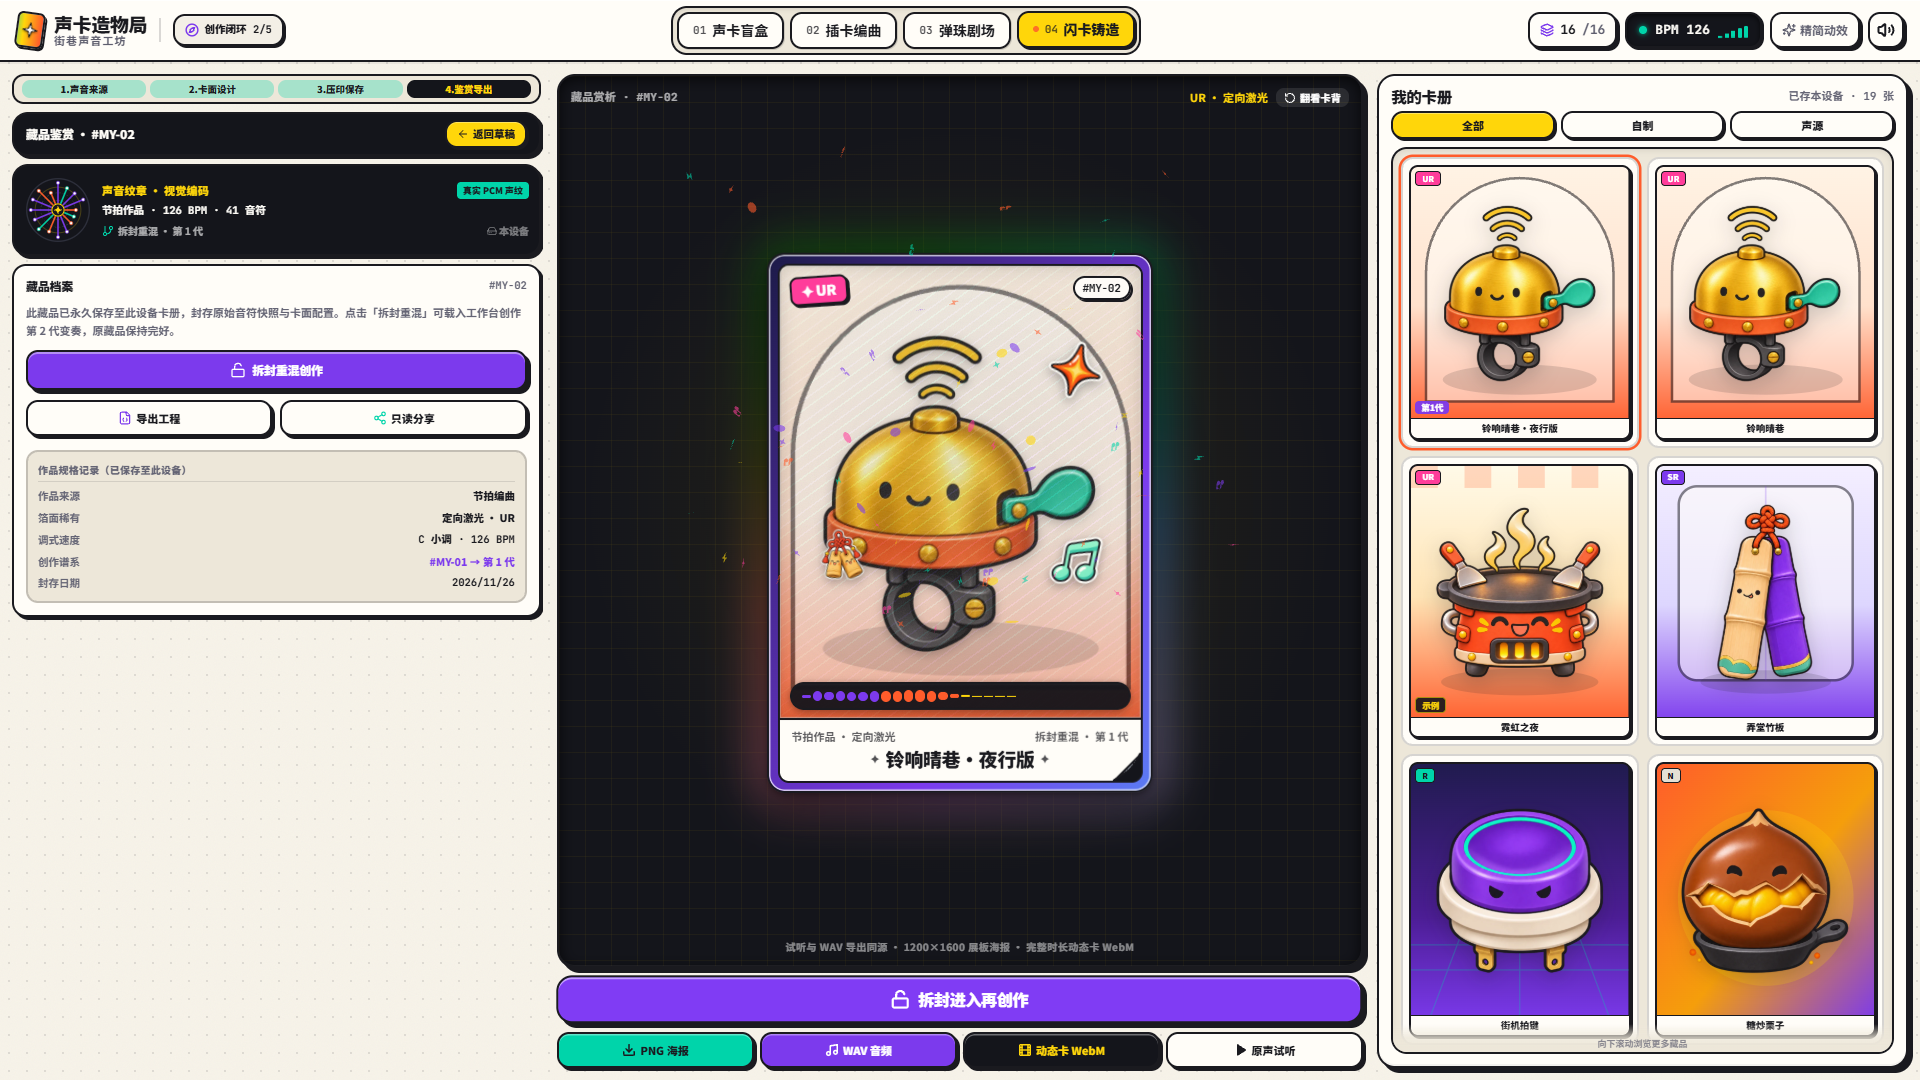 声卡造物局
街巷声音工坊
创作闭环 2/5
01 声卡盲盒
02 插卡编曲
03 弹珠剧场
04 闪卡铸造
16 /16
BPM 126
精简动效
1.声音来源
2.卡面设计
3.压印保存
4.鉴赏导出
藏品鉴赏 • #MY-02
返回草稿
声音纹章 • 视觉编码
真实 PCM 声纹
节拍作品 · 126 BPM · 41 音符
拆封重混 • 第 1 代
本设备
藏品档案
#MY-02
此藏品已永久保存至此设备卡册，封存原始音符快照与卡面配置。点击「拆封重混」可载入工作台创作
第 2 代变奏，原藏品保持完好。
拆封重混创作
导出工程
只读分享
作品规格记录（已保存至此设备）
作品来源
节拍编曲
箔面稀有
定向激光 • UR
调式速度
C 小调 · 126 BPM
创作谱系
#MY-01 → 第 1 代
封存日期
2026/11/26
藏品赏析 · #MY-02
UR • 定向激光
翻看卡背
UR
#MY-02
节拍作品 • 定向激光
拆封重混 • 第 1 代
铃响晴巷·夜行版
试听与 WAV 导出同源 • 1200×1600 展板海报 • 完整时长动态卡 WebM
拆封进入再创作
PNG 海报
WAV 音频
动态卡 WebM
原声试听
我的卡册
已存本设备 · 19 张
全部
自制
声源
UR
第1代
铃响晴巷·夜行版
UR
铃响晴巷
UR
示例
霓虹之夜
SR
弄堂竹板
R
街机拍键
N
糖炒栗子
向下滚动浏览更多藏品